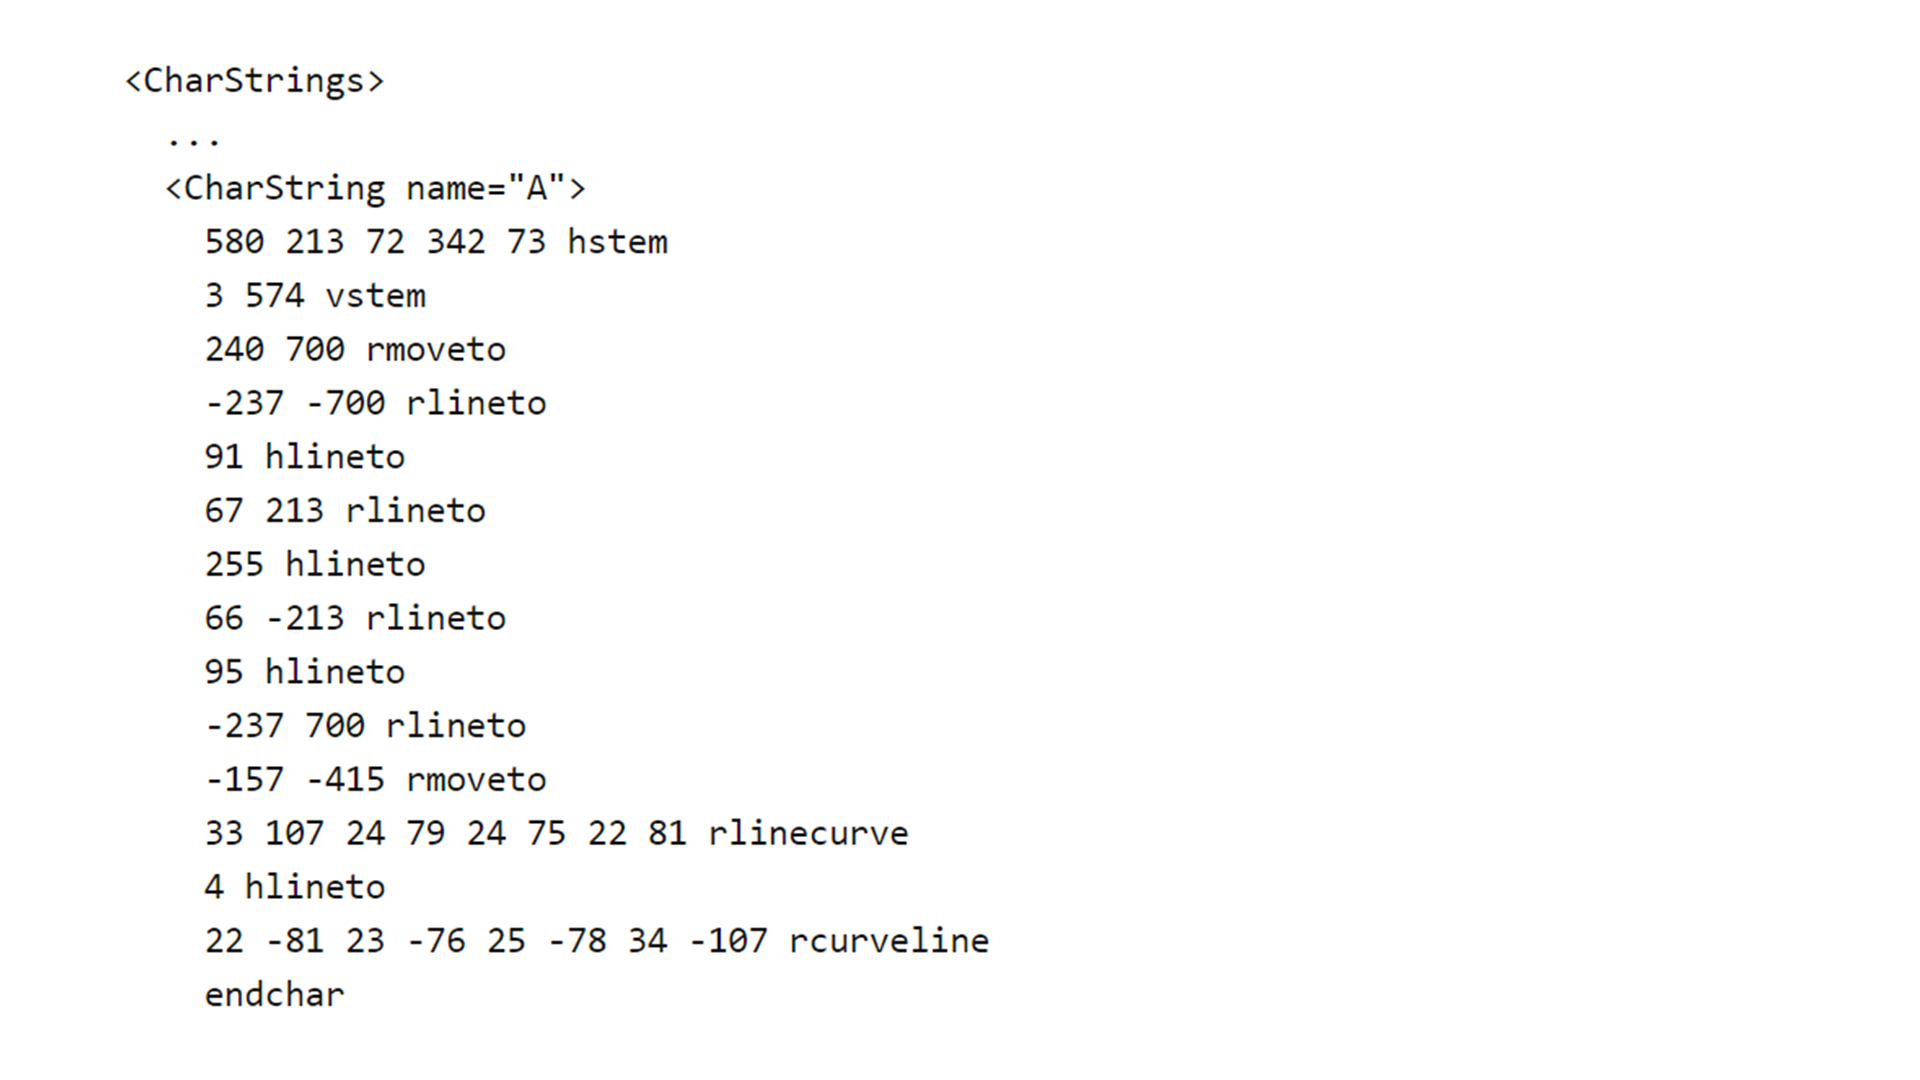 <CharStrings>
...
<CharString name="A">
580 213 72 342 73 hstem
3 574 vstem
240 700 rmoveto
-237 -700 rlineto
91 hlineto
67 213 rlineto
255 hlineto
66 -213 rlineto
95 hlineto
-237 700 rlineto
-157 -415 rmoveto
33 107 24 79 24 75 22 81 rlinecurve
4 hlineto
22 -81 23 -76 25 -78 34 -107 rcurveline
endchar